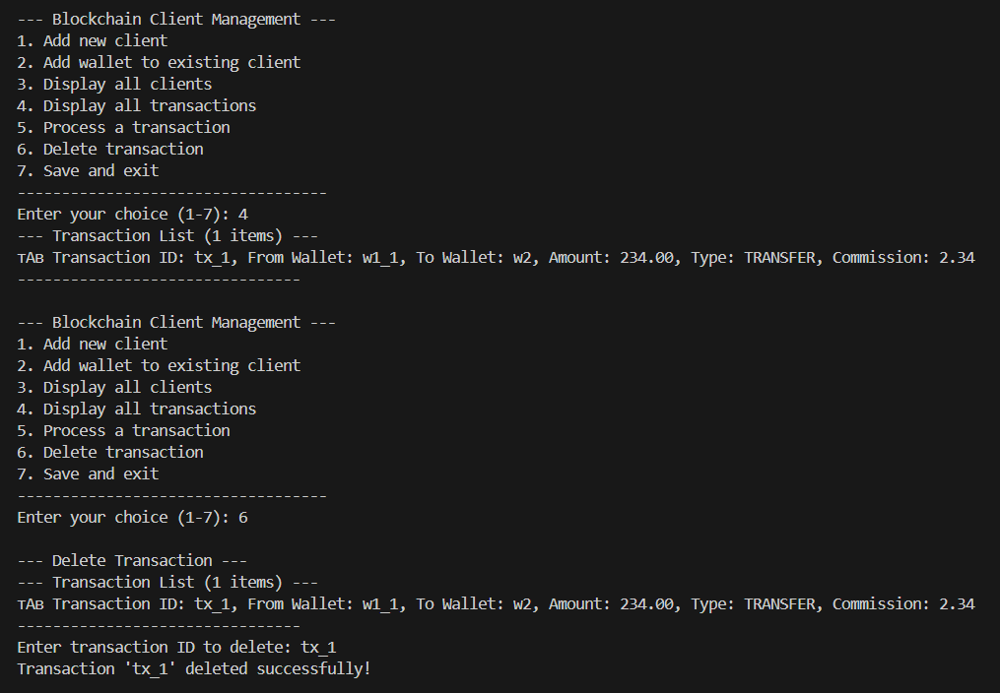 --- Blockchain Client Management ---
1. Add new client
2. Add wallet to existing client
3. Display all clients
4. Display all transactions
5. Process a transaction
6. Delete transaction
7. Save and exit
-----------------------------------
Enter your choice (1-7): 4
--- Transaction List (1 items) ---
тАв Transaction ID: tx_1, From Wallet: w1_1, To Wallet: w2, Amount: 234.00, Type: TRANSFER, Commission: 2.34
--------------------------------
--- Blockchain Client Management ---
1. Add new client
2. Add wallet to existing client
3. Display all clients
4. Display all transactions
5. Process a transaction
6. Delete transaction
7. Save and exit
-----------------------------------
Enter your choice (1-7): 6
--- Delete Transaction ---
--- Transaction List (1 items) ---
тАв Transaction ID: tx_1, From Wallet: w1_1, To Wallet: w2, Amount: 234.00, Type: TRANSFER, Commission: 2.34
--------------------------------
Enter transaction ID to delete: tx_1
Transaction 'tx_1' deleted successfully!